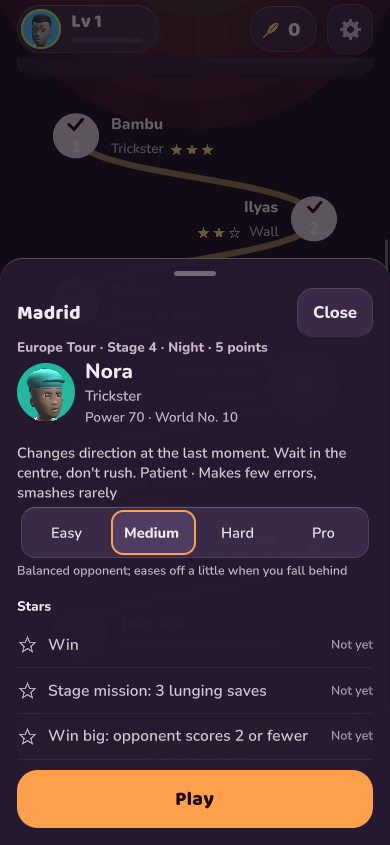 Lv 1
0
Bambu
1
Trickster ★★★
Ilyas
★★☆ Wall
2
Madrid
Close
Europe Tour · Stage 4 · Night · 5 points
Nora
Trickster
Power 70 · World No. 10
Changes direction at the last moment. Wait in the
centre, don't rush. Patient · Makes few errors,
smashes rarely
Easy Medium Hard Pro
Balanced opponent; eases off a little when you fall behind
Stars
☆ Win Not yet
☆ Stage mission: 3 lunging saves Not yet
☆ Win big: opponent scores 2 or fewer Not yet
Play